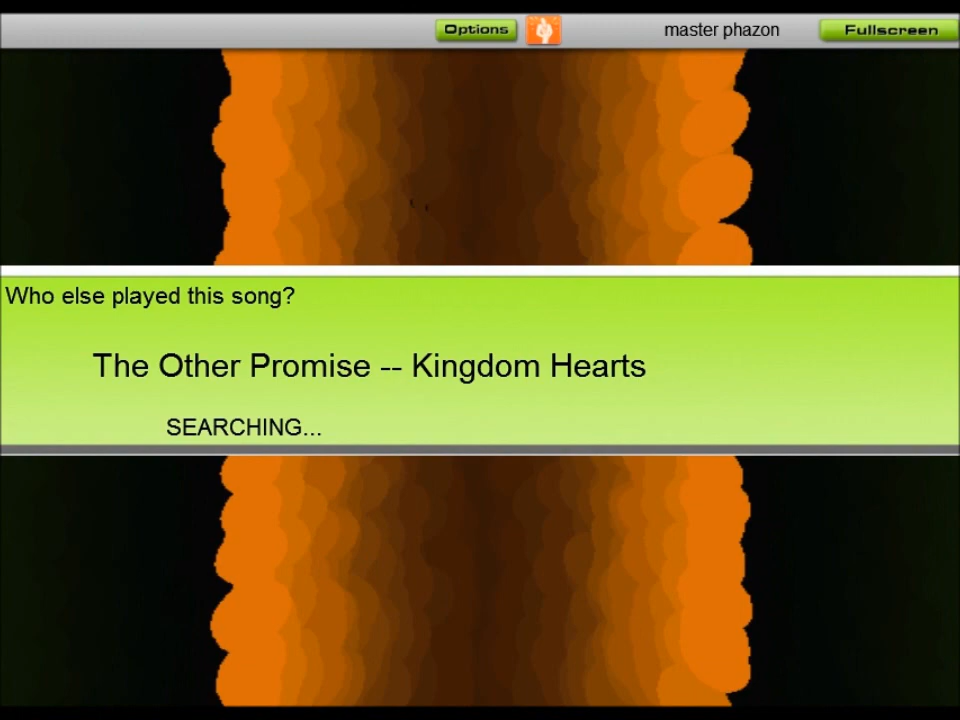 Options
master phazon
Fullscreen
Who else played this song?
The Other Promise -- Kingdom Hearts
SEARCHING...